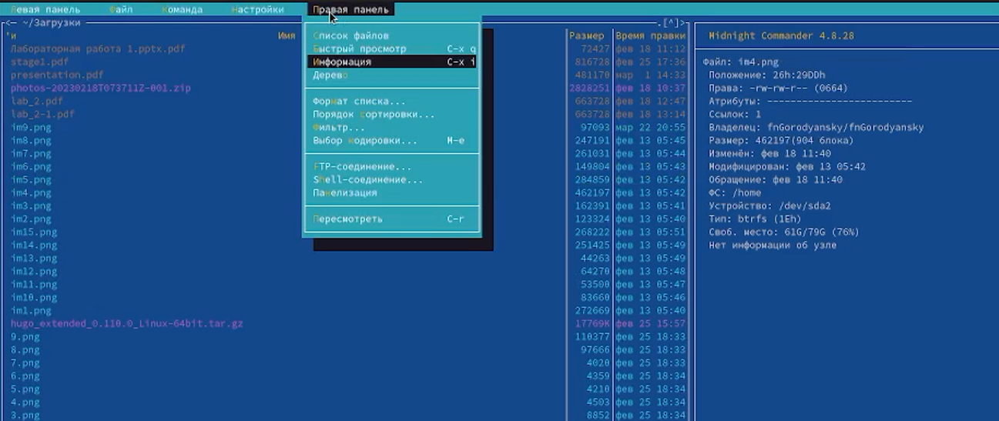 Левая панель Файл Команда Настройки Правая панель
<— ~/Загрузки .[^]>
'и Имя Размер Время правки
Лабораторная работа 1.pptx.pdf 72427 фев 18 11:12
stage1.pdf 816728 фев 25 17:36
presentation.pdf 481170 мар 1 14:33
photos-20230218T073711Z-001.zip 2828251 фев 18 10:37
lab_2.pdf 663728 фев 18 12:47
lab_2-1.pdf 663728 фев 18 13:14
im9.png 97093 мар 22 20:55
im8.png 247191 фев 13 05:45
im7.png 261031 фев 13 05:44
im6.png 149804 фев 13 05:43
im5.png 284859 фев 13 05:42
im4.png 462197 фев 13 05:42
im3.png 162391 фев 13 05:41
im2.png 123324 фев 13 05:40
im15.png 268222 фев 13 05:51
im14.png 251425 фев 13 05:49
im13.png 44263 фев 13 05:49
im12.png 64270 фев 13 05:48
im11.png 53500 фев 13 05:47
im10.png 83660 фев 13 05:46
im1.png 272669 фев 13 05:40
hugo_extended_0.110.0_Linux-64bit.tar.gz 17769K фев 25 15:57
9.png 110377 фев 25 18:33
8.png 97666 фев 25 18:33
7.png 4020 фев 25 18:33
6.png 4359 фев 25 18:34
5.png 4210 фев 25 18:34
4.png 4503 фев 25 18:34
3.png 8852 фев 25 18:34
Список файлов
Быстрый просмотр C-x q
Информация C-x i
Дерево
Формат списка...
Порядок сортировки...
Фильтр...
Выбор кодировки... M-e
FTP-соединение...
Shell-соединение...
Панелизация
Пересмотреть C-r
Midnight Commander 4.8.28
Файл: im4.png
Положение: 26h:29DDh
Права: -rw-rw-r-- (0664)
Атрибуты: -------------------------
Ссылок: 1
Владелец: fnGorodyansky/fnGorodyansky
Размер: 462197(904 блока)
Изменён: фев 18 11:40
Модифицирован: фев 13 05:42
Обращение: фев 18 11:40
ФС: /home
Устройство: /dev/sda2
Тип: btrfs (1Eh)
Своб. место: 61G/79G (76%)
Нет информации об узле